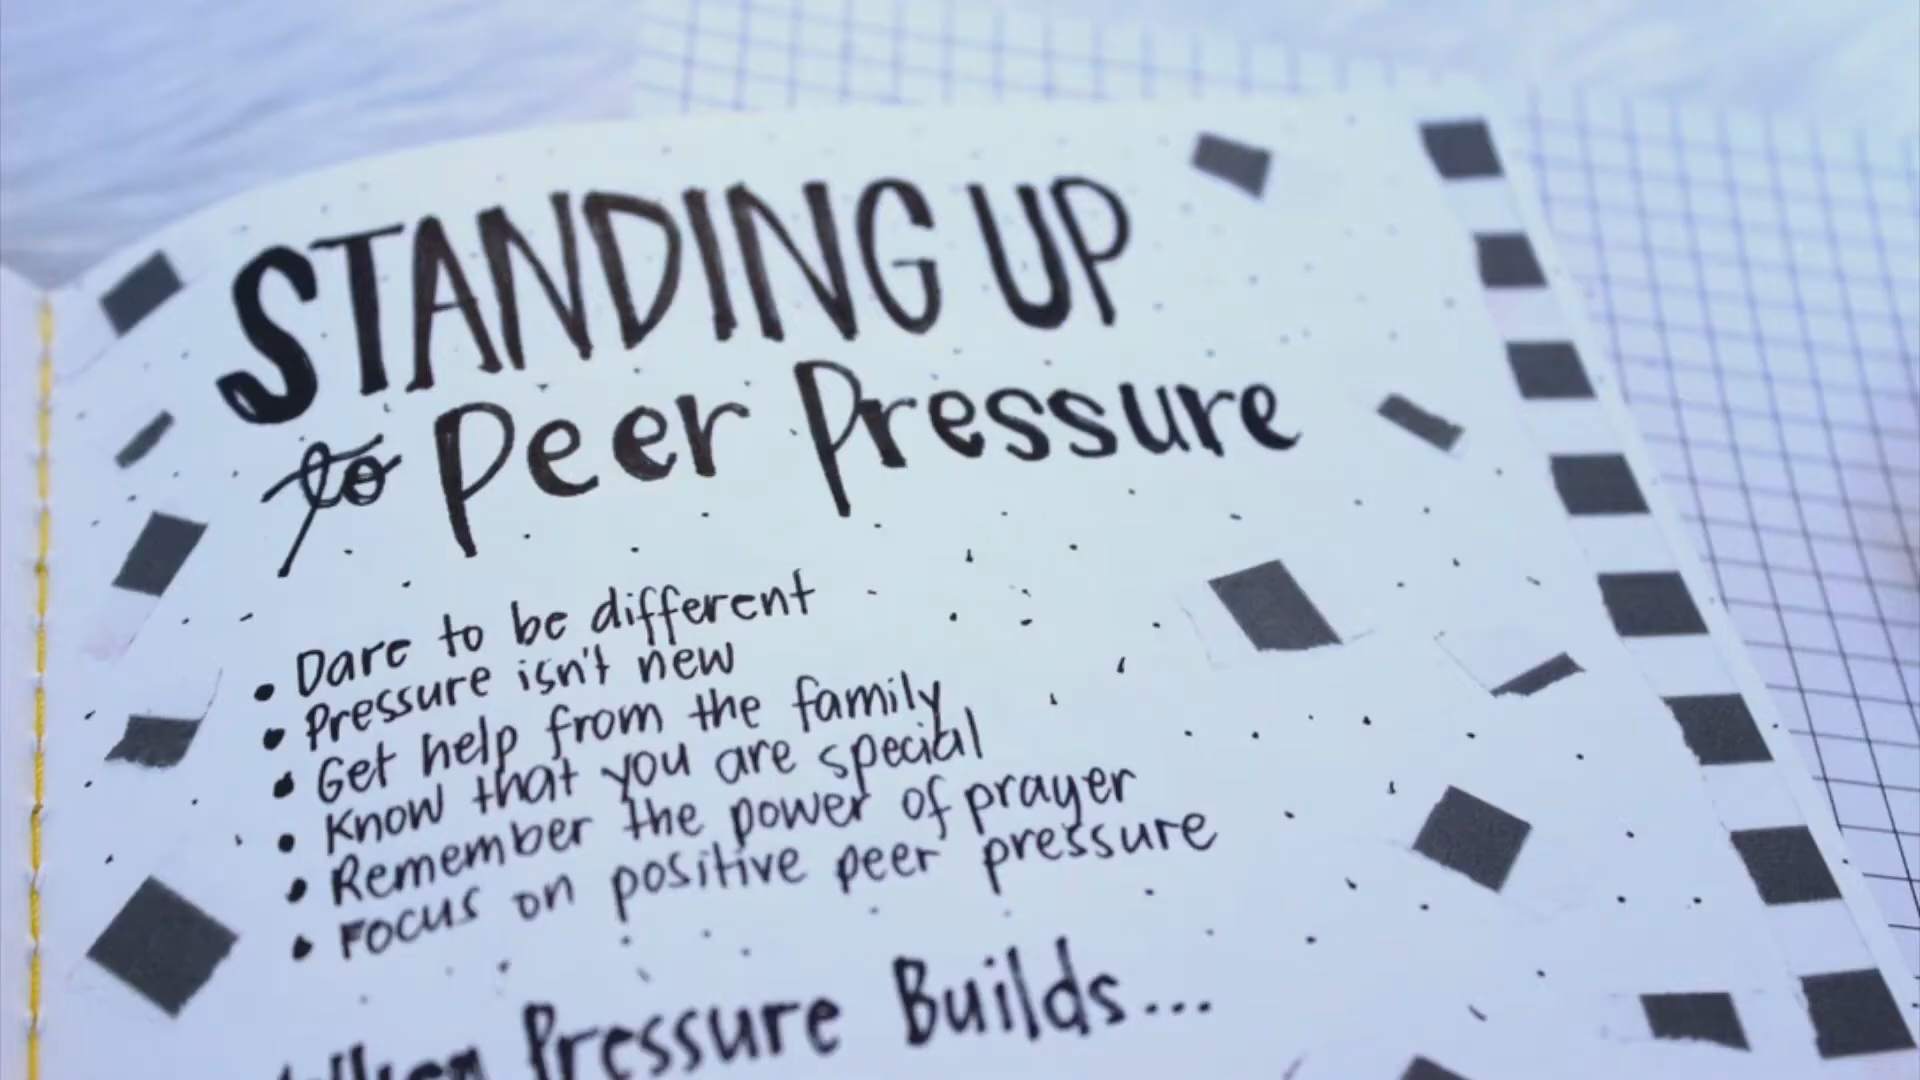 STANDING UP
to Peer Pressure
• Dare to be different
• Pressure isn't new
• Get help from the family
• Know that you are special
• Remember the power of prayer
• Focus on positive peer pressure
When Pressure Builds...